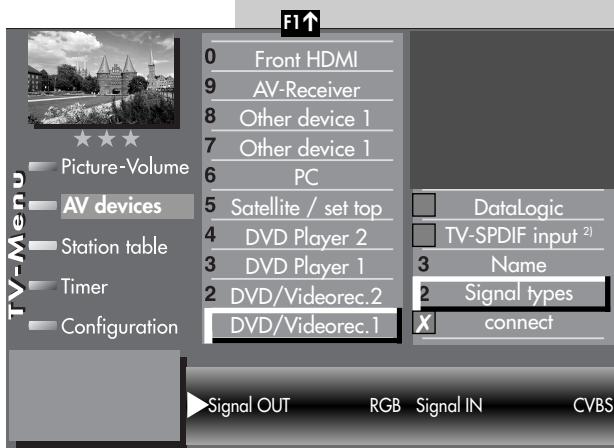 F1↑
TV-Menu
Picture-Volume
AV devices
Station table
Timer
Configuration
0 Front HDMI
9 AV-Receiver
8 Other device 1
7 Other device 1
6 PC
5 Satellite / set top
4 DVD Player 2
3 DVD Player 1
2 DVD/Videorec.2
DVD/Videorec.1
DataLogic
TV-SPDIF input 2)
3 Name
2 Signal types
X connect
Signal OUT RGB Signal IN CVBS